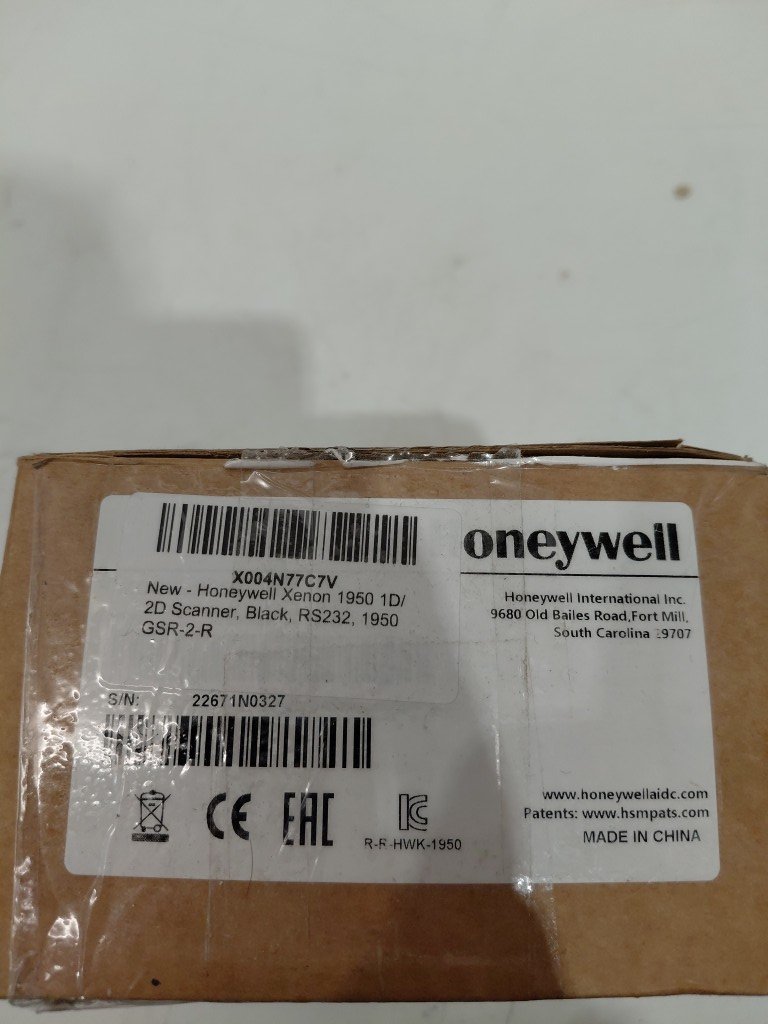 X004N77C7V
New - Honeywell Xenon 1950 1D/
2D Scanner, Black, RS232, 1950
GSR-2-R
oneywell
Honeywell International Inc.
9680 Old Bailes Road,Fort Mill,
South Carolina 29707
S/N: 22671N0327
CE EAC
R-R-HWK-1950
www.honeywellaidc.com
Patents: www.hsmpats.com
MADE IN CHINA